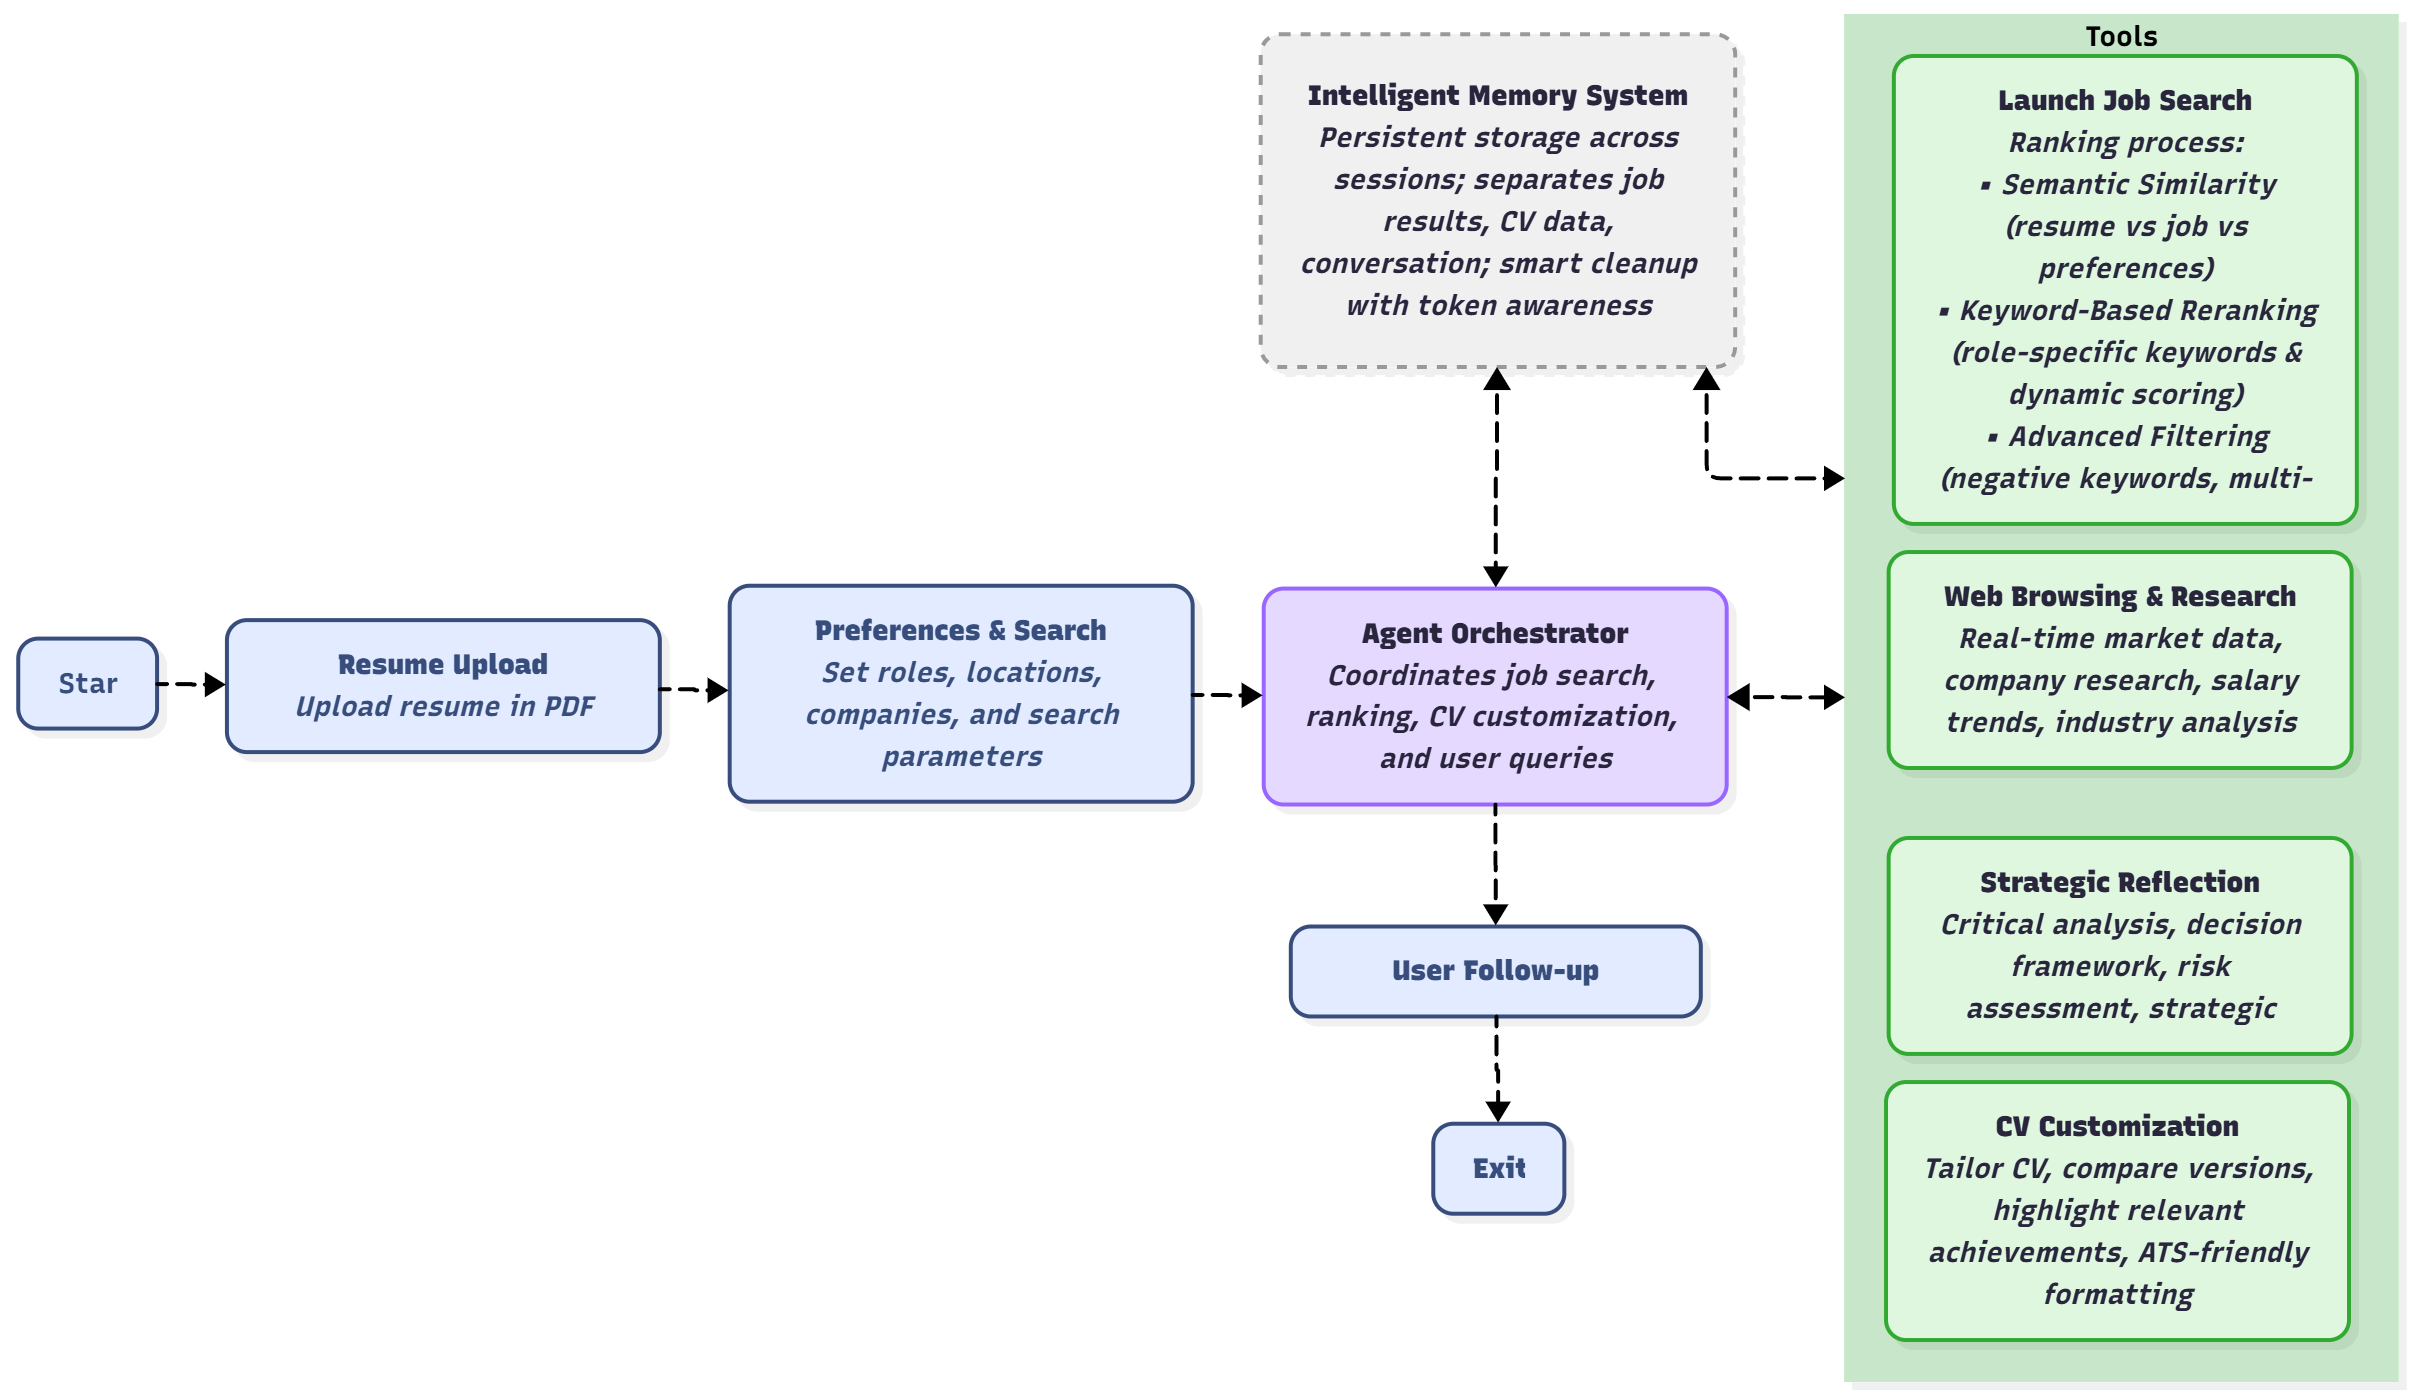 Star
Resume Upload
Upload resume in PDF
Preferences & Search
Set roles, locations,
companies, and search
parameters
Intelligent Memory System
Persistent storage across
sessions; separates job
results, CV data,
conversation; smart cleanup
with token awareness
Agent Orchestrator
Coordinates job search,
ranking, CV customization,
and user queries
User Follow-up
Exit
Tools
Launch Job Search
Ranking process:
▪ Semantic Similarity
(resume vs job vs
preferences)
▪ Keyword-Based Reranking
(role-specific keywords &
dynamic scoring)
▪ Advanced Filtering
(negative keywords, multi-
Web Browsing & Research
Real-time market data,
company research, salary
trends, industry analysis
Strategic Reflection
Critical analysis, decision
framework, risk
assessment, strategic
CV Customization
Tailor CV, compare versions,
highlight relevant
achievements, ATS-friendly
formatting